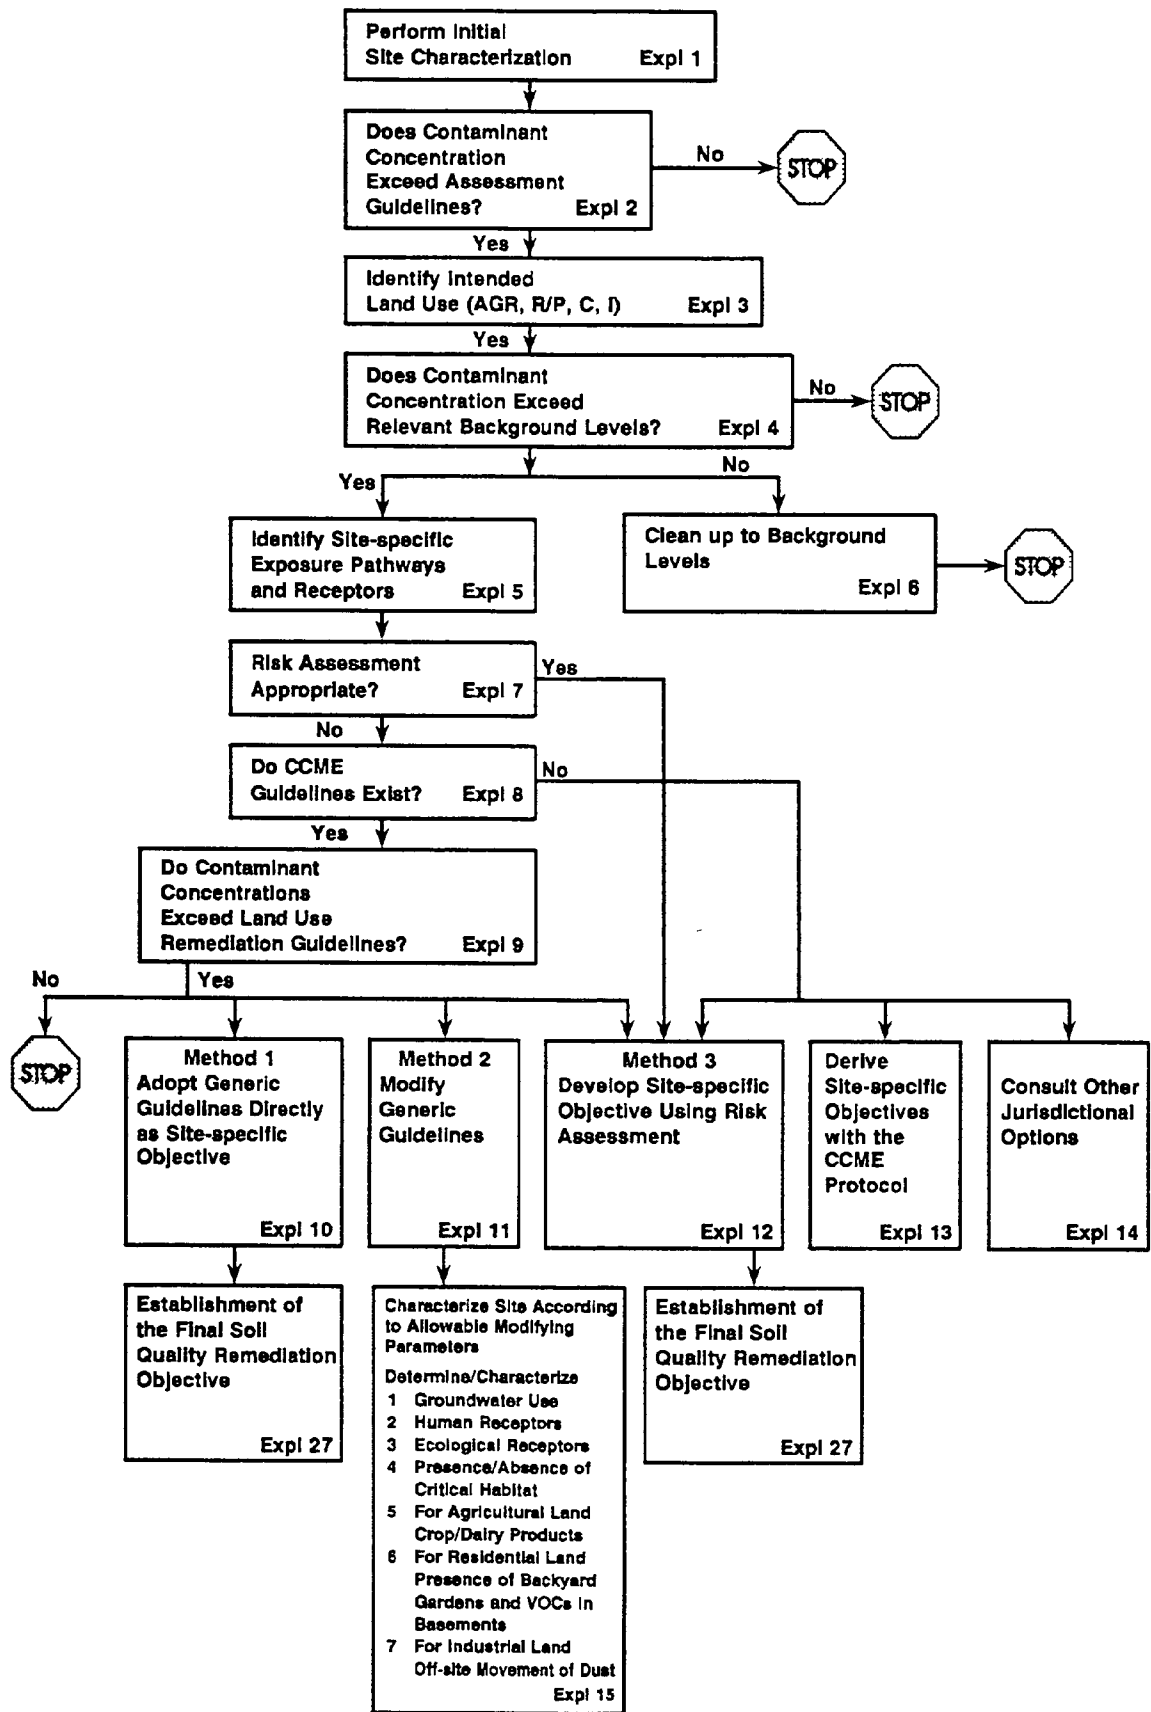 Perform Initial
Site Characterization Expl 1
Does Contaminant
Concentration
Exceed Assessment
Guidelines? Expl 2
No
STOP
Yes
Identify Intended
Land Use (AGR, R/P, C, I) Expl 3
Yes
Does Contaminant
Concentration Exceed
Relevant Background Levels? Expl 4
No
STOP
Yes
No
Identify Site-specific
Exposure Pathways
and Receptors Expl 5
Clean up to Background
Levels
Expl 6
STOP
Risk Assessment
Appropriate? Expl 7
Yes
No
Do CCME
Guidelines Exist? Expl 8
No
Yes
Do Contaminant
Concentrations
Exceed Land Use
Remediation Guidelines? Expl 9
No
Yes
STOP
Method 1
Adopt Generic
Guidelines Directly
as Site-specific
Objective
Expl 10
Method 2
Modify
Generic
Guidelines
Expl 11
Method 3
Develop Site-specific
Objective Using Risk
Assessment
Expl 12
Derive
Site-specific
Objectives
with the
CCME
Protocol
Expl 13
Consult Other
Jurisdictional
Options
Expl 14
Establishment of
the Final Soil
Quality Remediation
Objective
Expl 27
Characterize Site According
to Allowable Modifying
Parameters
Determine/Characterize
1 Groundwater Use
2 Human Receptors
3 Ecological Receptors
4 Presence/Absence of
Critical Habitat
5 For Agricultural Land
Crop/Dairy Products
6 For Residential Land
Presence of Backyard
Gardens and VOCs in
Basements
7 For Industrial Land
Off-site Movement of Dust
Expl 15
Establishment of
the Final Soil
Quality Remediation
Objective
Expl 27